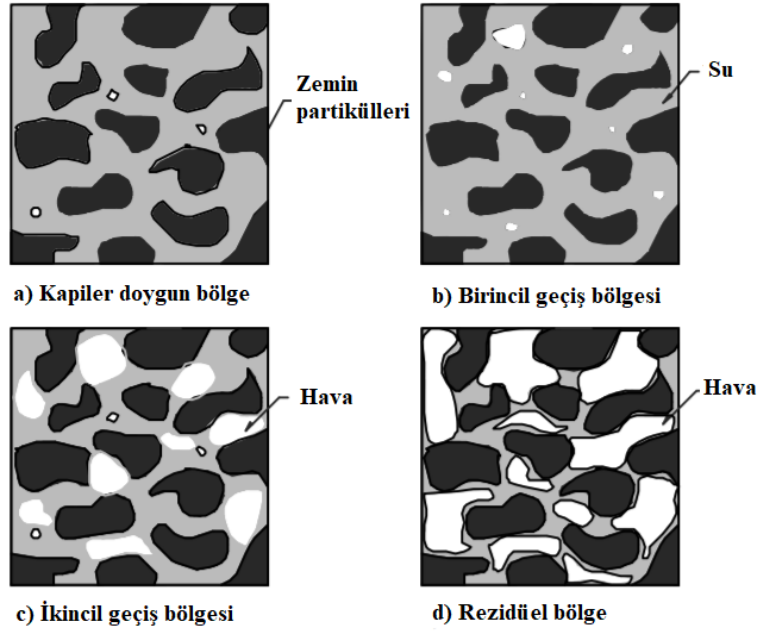 Zemin
partikülleri
Su
a) Kapiler doygun bölge
b) Birincil geçiş bölgesi
Hava
Hava
c) İkincil geçiş bölgesi
d) Rezidüel bölge